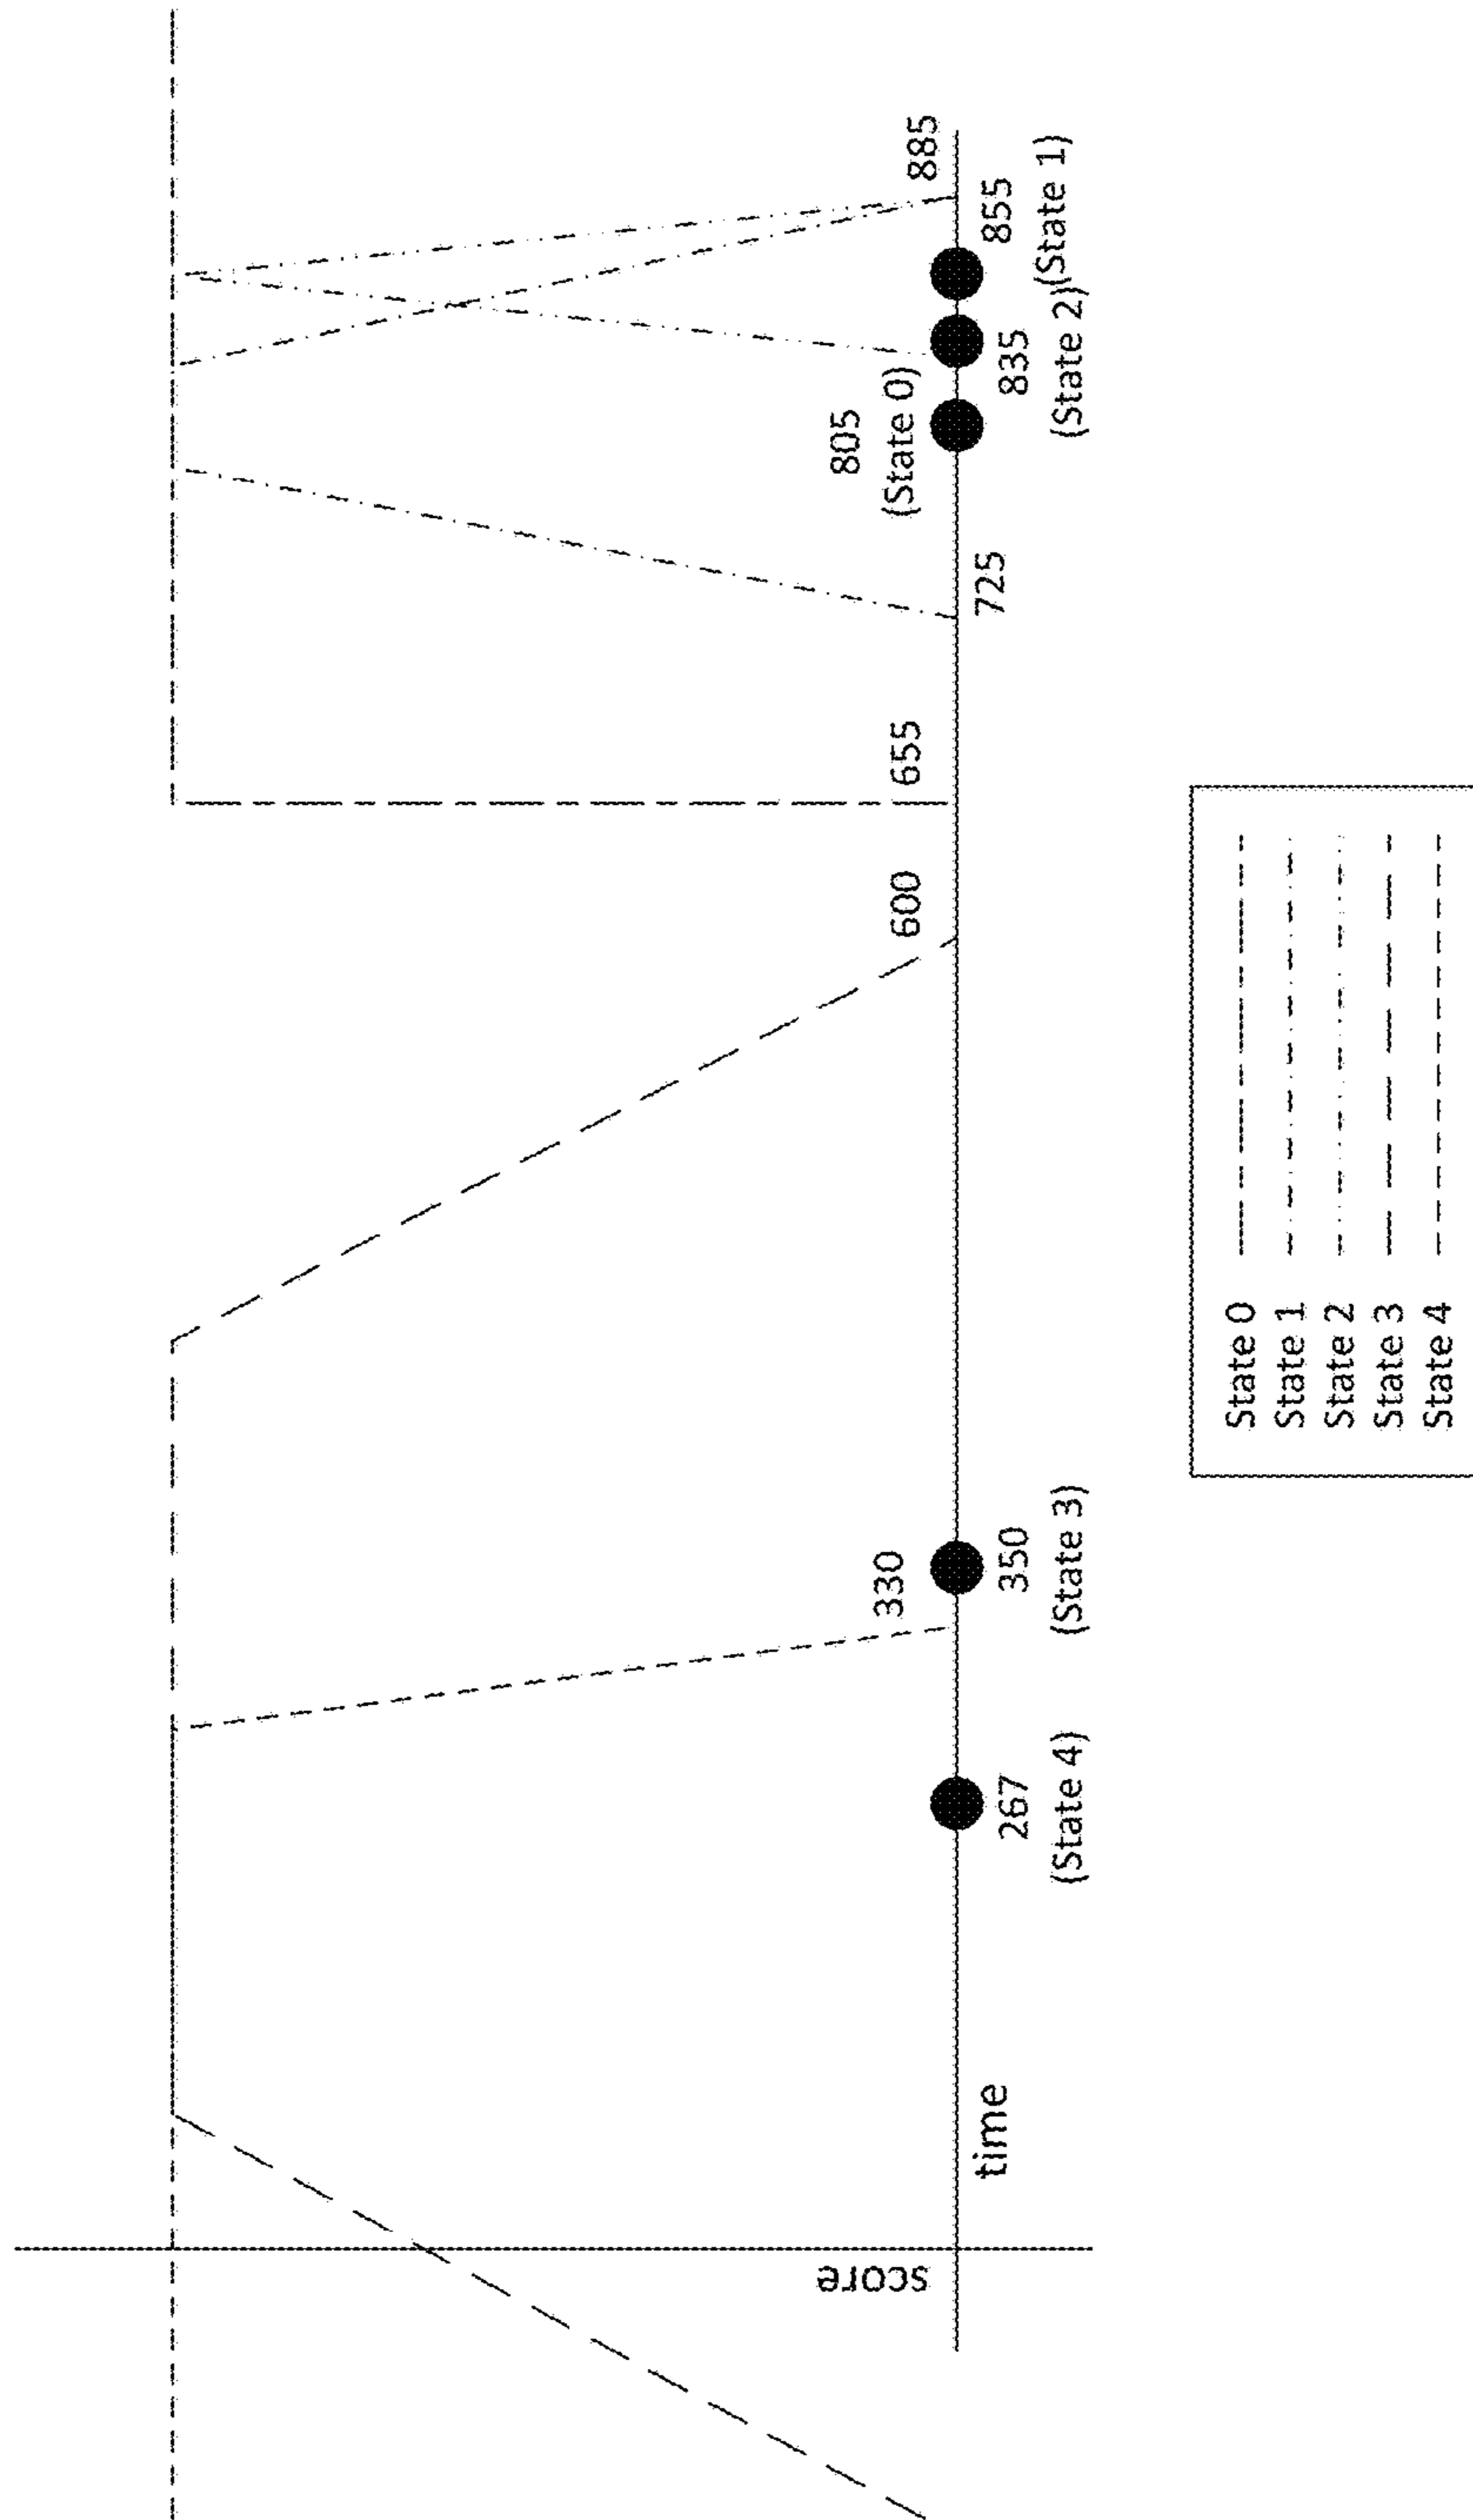 score
time
267
(State 4)
330
350
(State 3)
600
655
725
805
(State 0)
835
(State 2)
855
(State 1)
885
State 0
State 1
State 2
State 3
State 4